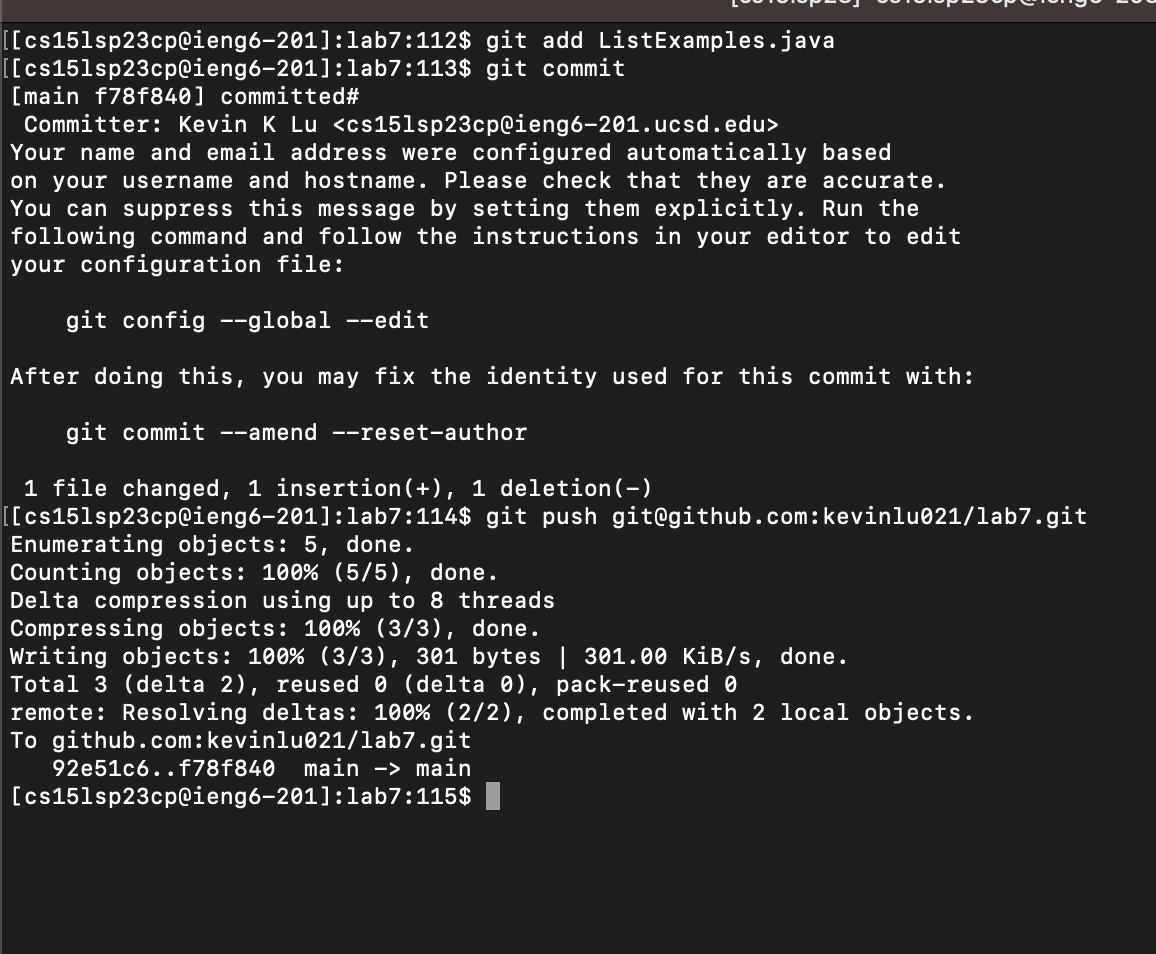 [[cs15lsp23cp@ieng6-201]:lab7:112$ git add ListExamples.java
[[cs15lsp23cp@ieng6-201]:lab7:113$ git commit
[main f78f840] committed#
 Committer: Kevin K Lu <cs15lsp23cp@ieng6-201.ucsd.edu>
Your name and email address were configured automatically based
on your username and hostname. Please check that they are accurate.
You can suppress this message by setting them explicitly. Run the
following command and follow the instructions in your editor to edit
your configuration file:

    git config --global --edit

After doing this, you may fix the identity used for this commit with:

    git commit --amend --reset-author

 1 file changed, 1 insertion(+), 1 deletion(-)
[[cs15lsp23cp@ieng6-201]:lab7:114$ git push git@github.com:kevinlu021/lab7.git
Enumerating objects: 5, done.
Counting objects: 100% (5/5), done.
Delta compression using up to 8 threads
Compressing objects: 100% (3/3), done.
Writing objects: 100% (3/3), 301 bytes | 301.00 KiB/s, done.
Total 3 (delta 2), reused 0 (delta 0), pack-reused 0
remote: Resolving deltas: 100% (2/2), completed with 2 local objects.
To github.com:kevinlu021/lab7.git
   92e51c6..f78f840  main -> main
[cs15lsp23cp@ieng6-201]:lab7:115$